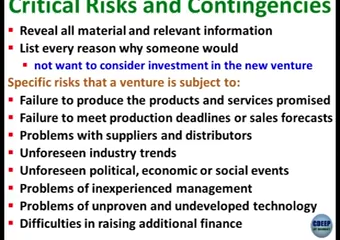 Critical Risks and Contingencies
Reveal all material and relevant information
List every reason why someone would
not want to consider investment in the new venture
Specific risks that a venture is subject to:
Failure to produce the products and services promised
Failure to meet production deadlines or sales forecasts
Problems with suppliers and distributors
Unforeseen industry trends
Unforeseen political, economic or social events
Problems of inexperienced management
Problems of unproven and undeveloped technology
Difficulties in raising additional finance
CDEEP